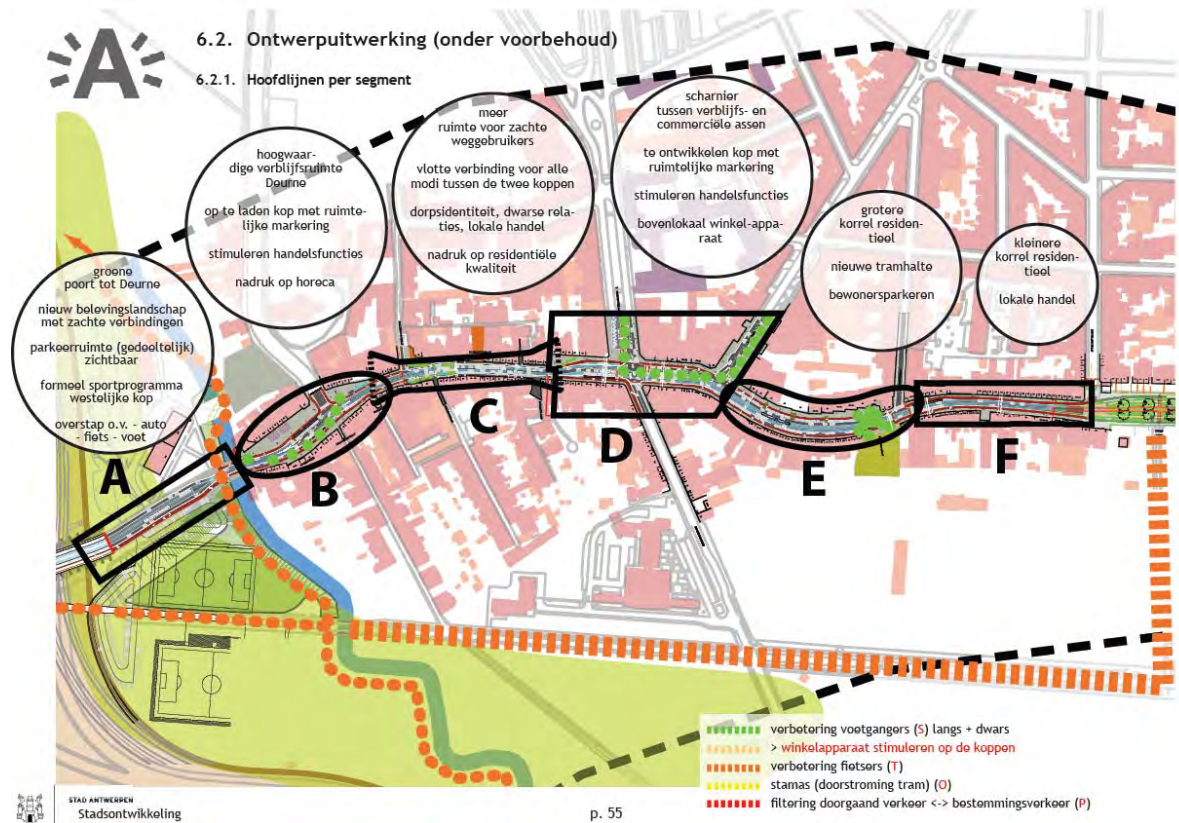 A
6.2. Ontwerpuitwerking (onder voorbehoud)
6.2.1. Hoofdlijnen per segment
groene
poort tot Deurne
nieuw belevingslandschap
met zachte verbindingen
parkeerruimte (gedeeltelijk)
zichtbaar
formeel sportprogramma
westelijke kop
overstap o.v. - auto
- fiets - voet
hoogwaar-
dige verblijfsruimte
Deurne
op te laden kop met ruimte-
lijke markering
stimuleren handelsfuncties
nadruk op horeca
meer
ruimte voor zachte
weggebruikers
vlotte verbinding voor alle
modi tussen de twee koppen
dorpsidentiteit, dwarse rela-
ties, lokale handel
nadruk op residentiële
kwaliteit
scharnier
tussen verblijfs- en
commerciële assen
te ontwikkelen kop met
ruimtelijke markering
stimuleren handelsfuncties
bovenlokaal winkel-appa-
raat
grotere
korrel residen-
tieel
nieuwe tramhalte
bewonersparkeren
kleinere
korrel residen-
tieel
lokale handel
A
B
C
D
E
F
verbetering voetgangers (S) langs + dwars
> winkelapparaat stimuleren op de koppen
verbetering fietsers (T)
stamas (doorstroming tram) (O)
filtering doorgaand verkeer <-> bestemmingsverkeer (P)
STAD ANTWERPEN
Stadsontwikkeling
p. 55